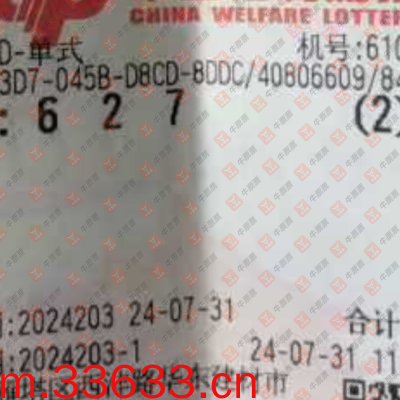 CHINA WELFARE LOTTER
D-单式 机号:610
3D7-045B-D8CD-8DDC/40806609/84
: 6 2 7 (2)
:2024203 24-07-31 合计
:2024203-1 24-07-31 11
m.33633.com